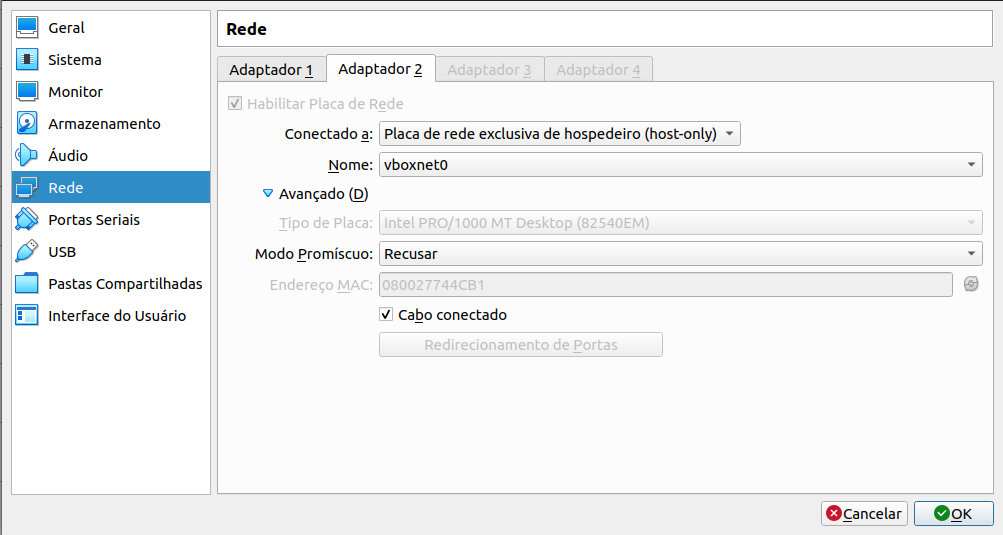 Geral
Sistema
Monitor
Armazenamento
Áudio
Rede
Portas Seriais
USB
Pastas Compartilhadas
Interface do Usuário
Rede
Adaptador 1 Adaptador 2 Adaptador 3 Adaptador 4
Habilitar Placa de Rede
Conectado a: Placa de rede exclusiva de hospedeiro (host-only)
Nome: vboxnet0
Avançado (D)
Tipo de Placa: Intel PRO/1000 MT Desktop (82540EM)
Modo Promíscuo: Recusar
Endereço MAC: 080027744CB1
Cabo conectado
Redirecionamento de Portas
Cancelar OK